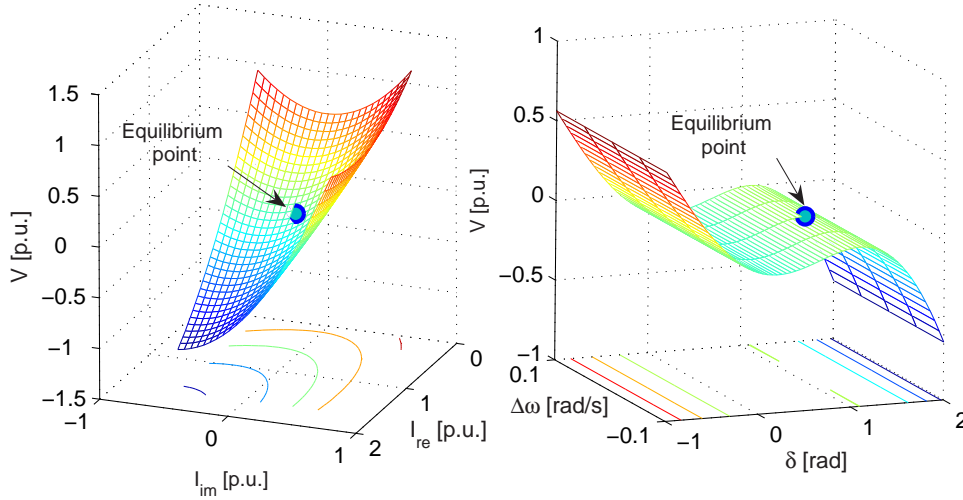 1.5
1
0.5
0
−0.5
−1
−1.5
V [p.u.]
Equilibrium
point
−1
0
1
I_im [p.u.]
2
1
0
I_re [p.u.]
1
0.5
0
−0.5
−1
V [p.u.]
Equilibrium
point
0.1
−0.1
Δω [rad/s]
−1
0
1
2
δ [rad]